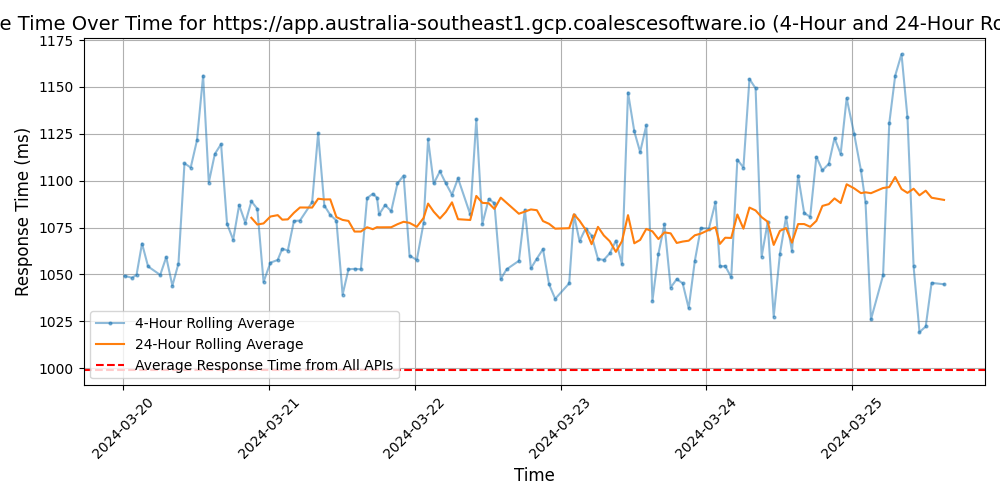 e Time Over Time for https://app.australia-southeast1.gcp.coalescesoftware.io (4-Hour and 24-Hour Ro
1175
1150
1125
1100
1075
1050
1025
1000
Response Time (ms)
4-Hour Rolling Average
24-Hour Rolling Average
Average Response Time from All APIs
2024-03-20
2024-03-21
2024-03-22
2024-03-23
2024-03-24
2024-03-25
Time